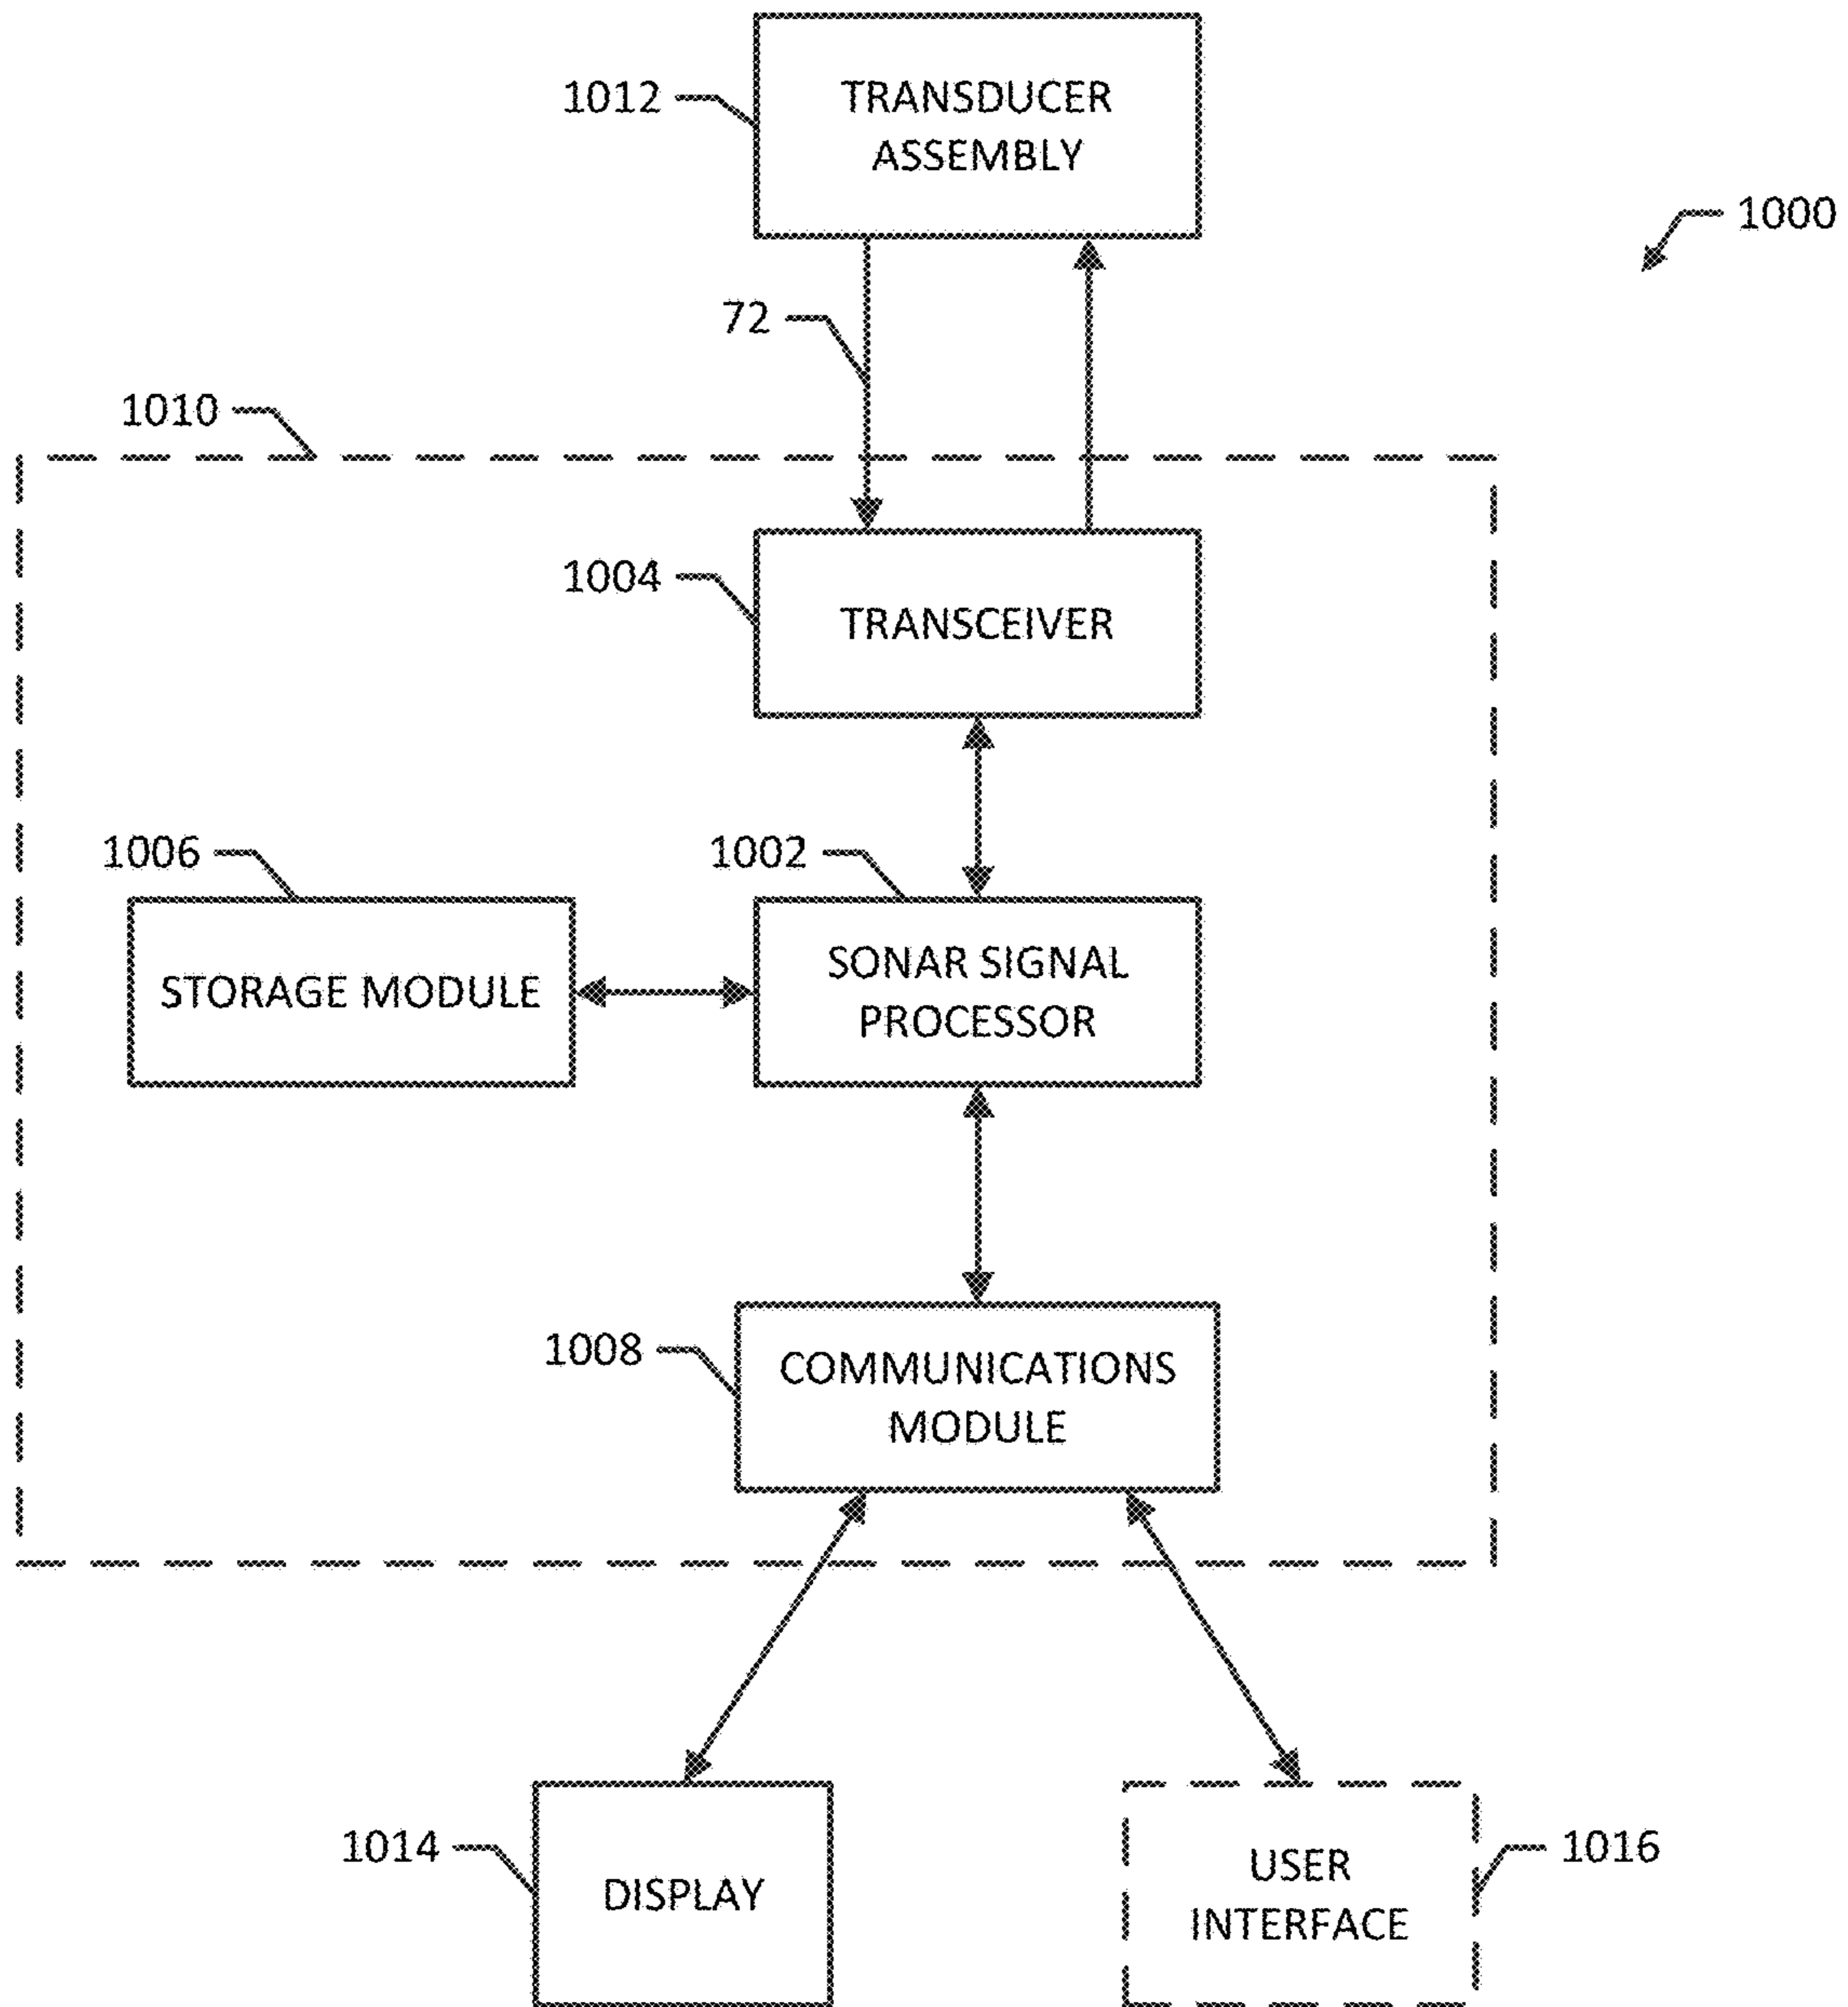 1012
TRANSDUCER
ASSEMBLY
1000
72
1010
1004
TRANSCEIVER
1006
1002
STORAGE MODULE
SONAR SIGNAL
PROCESSOR
1008
COMMUNICATIONS
MODULE
1014
DISPLAY
USER
INTERFACE
1016